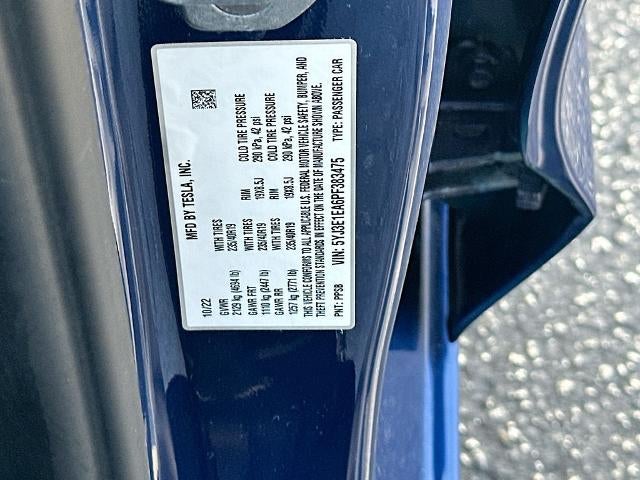 MFD BY TESLA, INC.
10/22
GVWR WITH TIRES RIM COLD TIRE PRESSURE
2129 kg (4694 lb) 235/40R19 19X8.5J 290 kPa, 42 psi
GAWR FRT WITH TIRES RIM COLD TIRE PRESSURE
1110 kg (2447 lb) 235/40R19 19X8.5J 290 kPa, 42 psi
GAWR RR WITH TIRES
1257 kg (2771 lb) 235/40R19 19X8.5J 290 kPa, 42 psi
THIS VEHICLE CONFORMS TO ALL APPLICABLE U.S. FEDERAL MOTOR VEHICLE SAFETY, BUMPER, AND
THEFT PREVENTION STANDARDS IN EFFECT ON THE DATE OF MANUFACTURE SHOWN ABOVE.
VIN: 5YJ3E1EA6PF383475 TYPE: PASSENGER CAR
PNT: PPSB